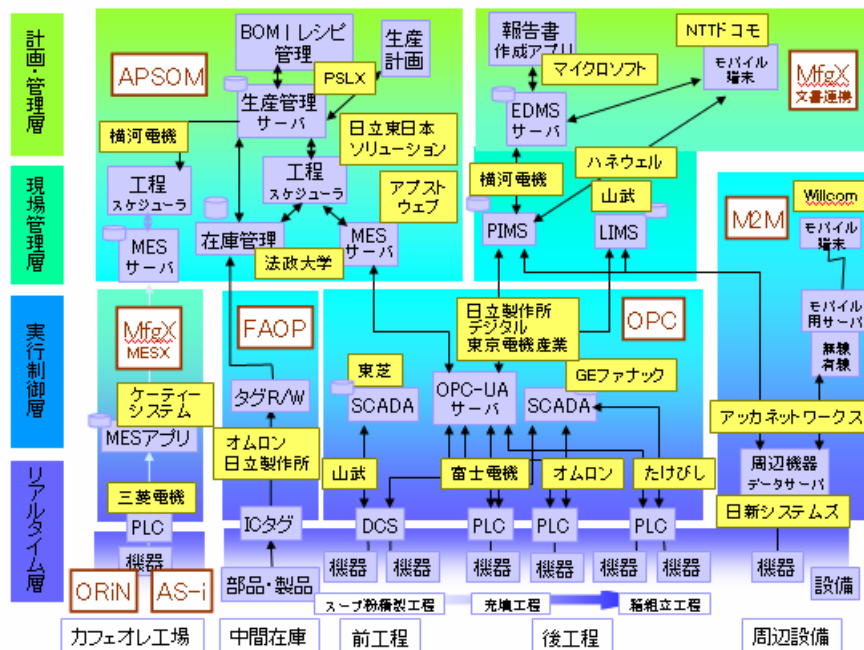 計画・管理層
現場管理層
実行制御層
リアルタイム層
BOM|レシピ
管理
生産
計画
APSOM
PSLX
生産管理
サーバ
横河電機
日立東日本
ソリューション
工程
スケジューラ
工程
スケジューラ
アプスト
ウェブ
在庫管理
MES
サーバ
MES
サーバ
法政大学
報告書
作成アプリ
NTTドコモ
モバイル
端末
MfgX
文書連携
マイクロソフト
EDMS
サーバ
ハネウェル
横河電機
山武
PIMS
LIMS
M2M
Willcom
モバイル
端末
モバイル
用サーバ
無線
有線
MfgX
MESX
FAOP
日立製作所
デジタル
東京電機産業
OPC
東芝
GEファナック
ケーティー
システム
タグR/W
SCADA
OPC-UA
サーバ
SCADA
MESアプリ
オムロン
日立製作所
アッカネットワークス
山武
富士電機
オムロン
たけびし
周辺機器
データサーバ
三菱電機
日新システムズ
PLC
ICタグ
DCS
PLC
PLC
PLC
機器
部品・製品
機器
機器
機器
機器
機器
機器
機器
設備
ORiN
AS-i
スープ粉精製工程
充填工程
箱組立工程
カフェオレ工場
中間在庫
前工程
後工程
周辺設備